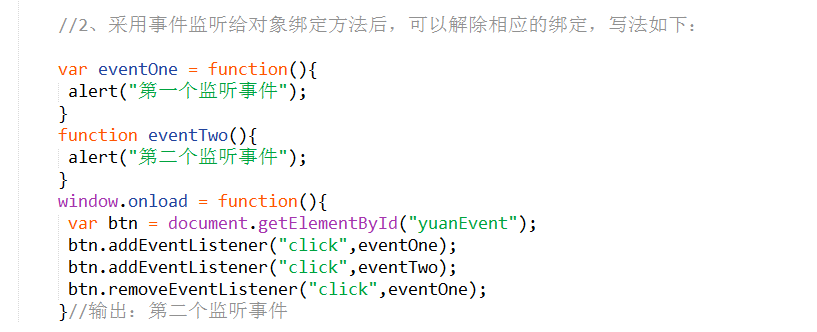 //2、采用事件监听给对象绑定方法后，可以解除相应的绑定，写法如下：
var eventOne = function(){
alert("第一个监听事件");
}
function eventTwo(){
alert("第二个监听事件");
}
window.onload = function(){
var btn = document.getElementById("yuanEvent");
btn.addEventListener("click",eventOne);
btn.addEventListener("click",eventTwo);
btn.removeEventListener("click",eventOne);
}//输出：第二个监听事件